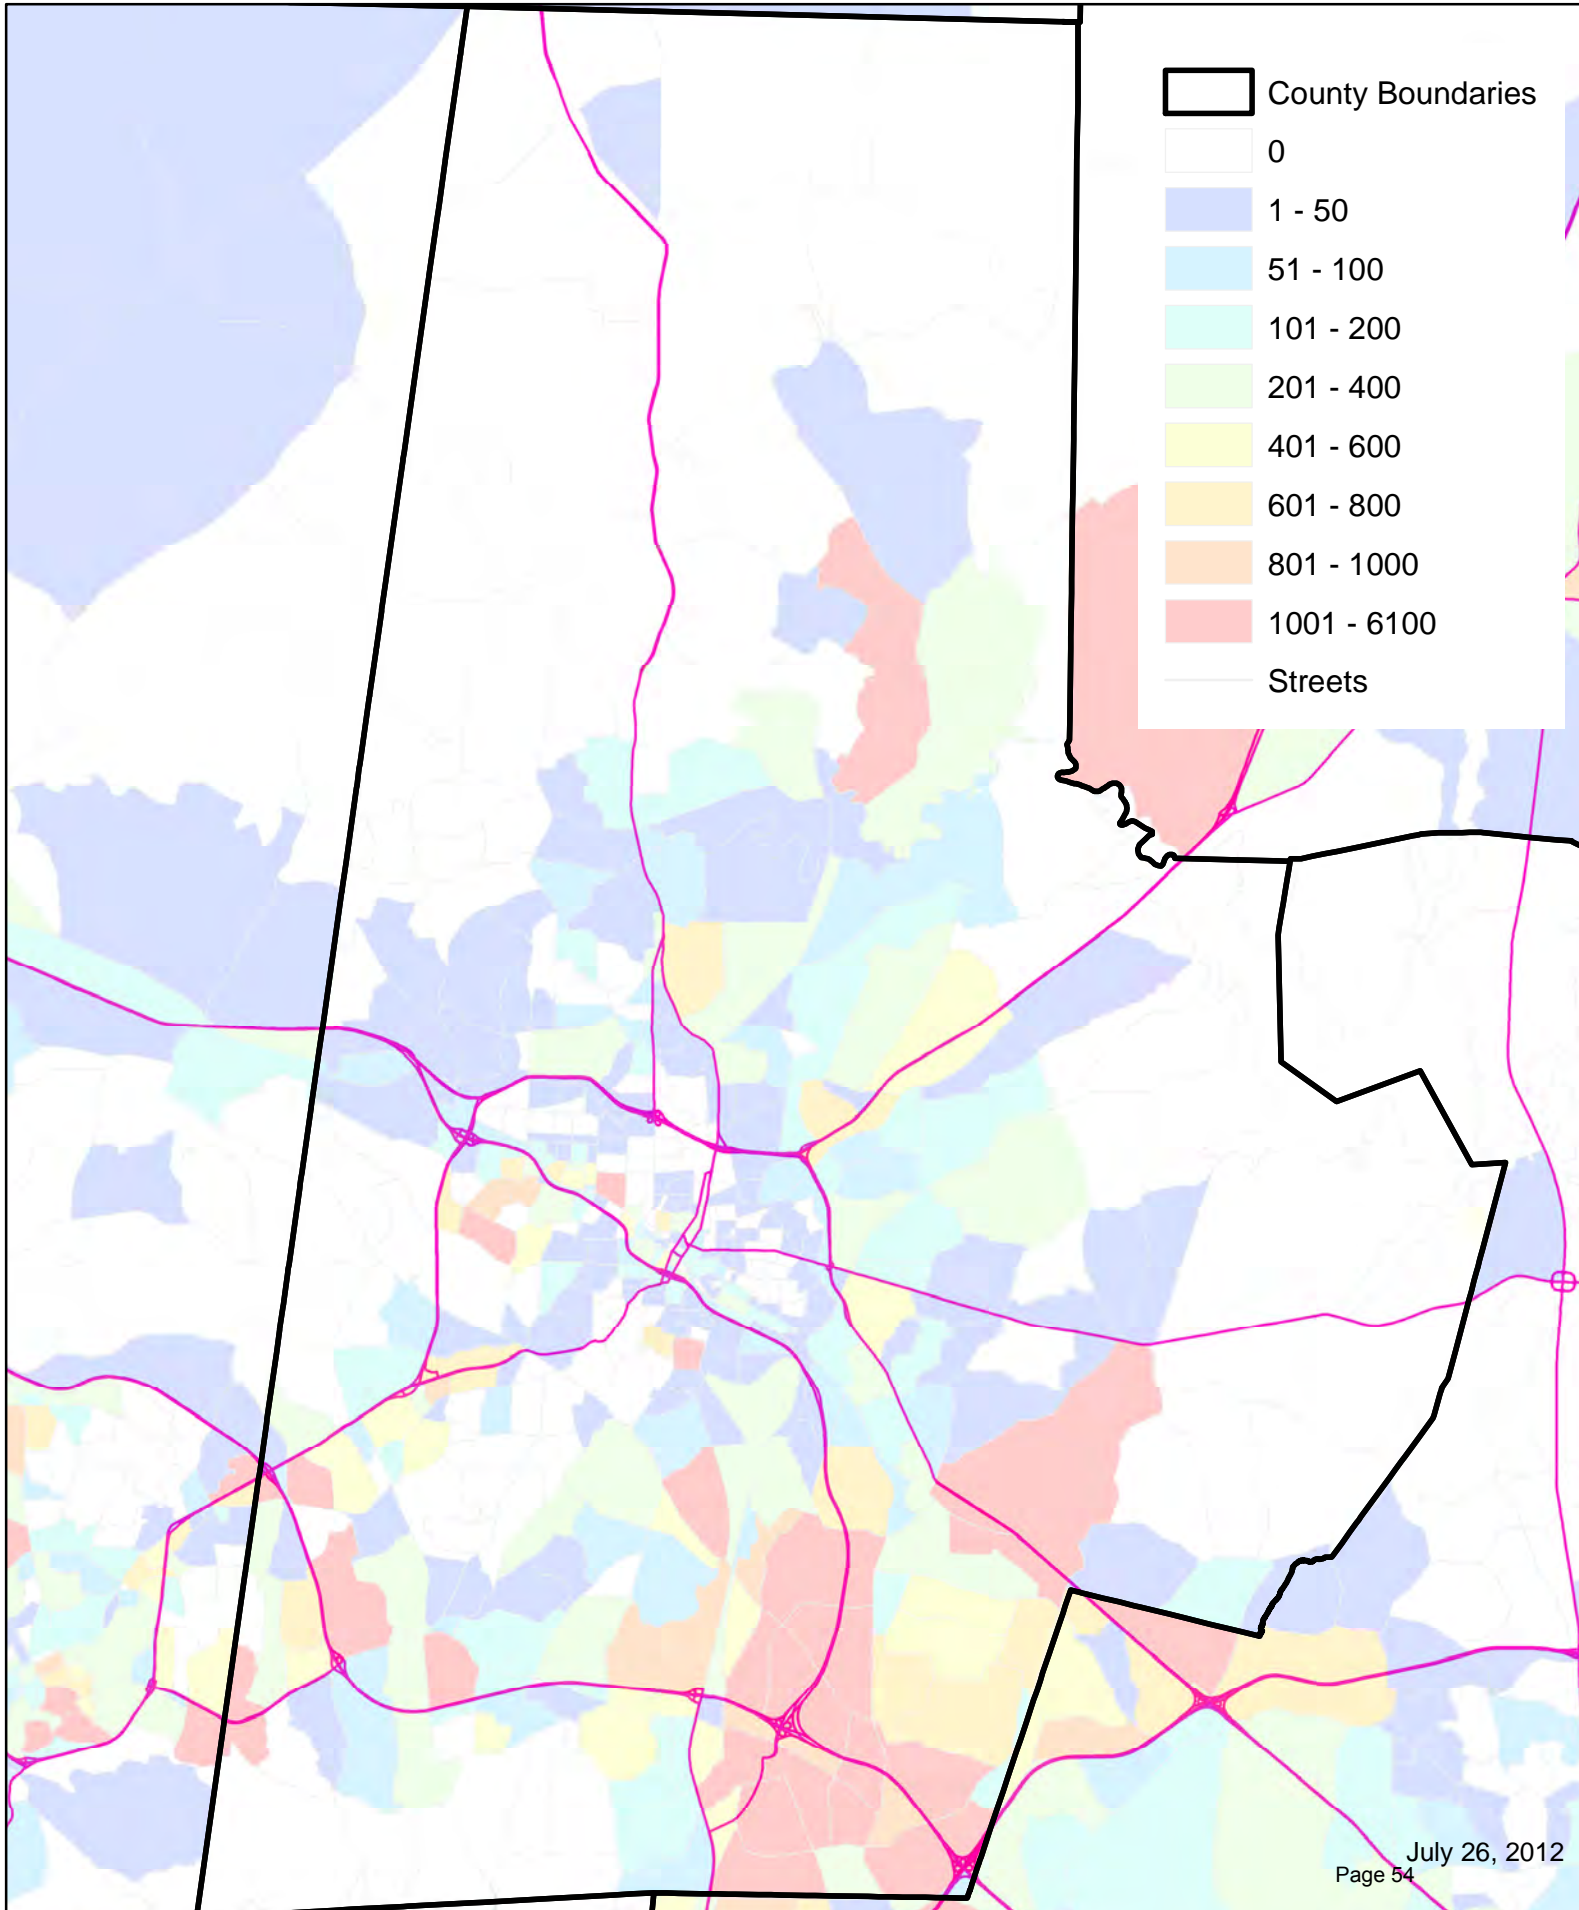 County Boundaries
0
1 - 50
51 - 100
101 - 200
201 - 400
401 - 600
601 - 800
801 - 1000
1001 - 6100
Streets
July 26, 2012
Page 54